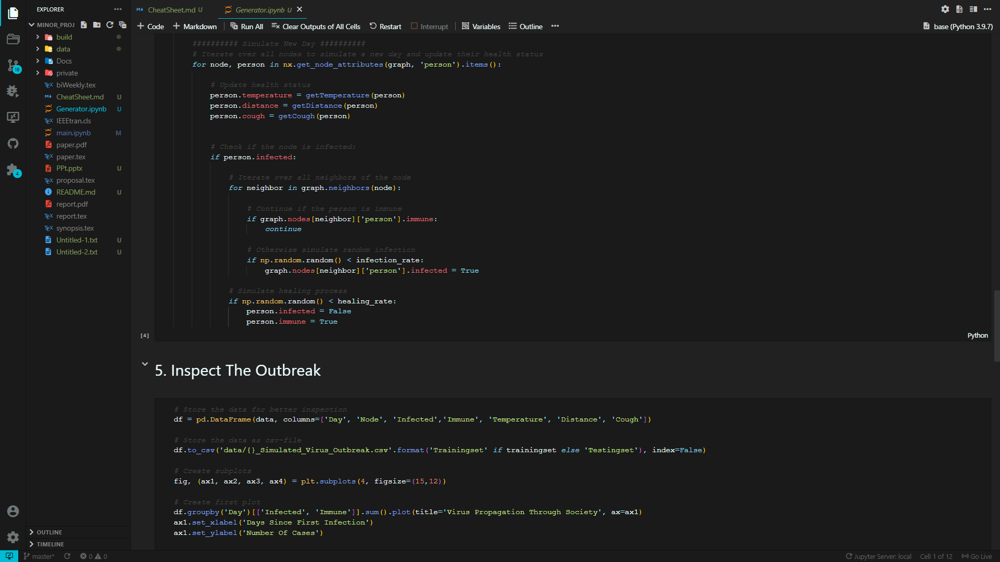 EXPLORER
MINOR_PROJ
build
data
Docs
private
biWeekly.tex
CheatSheet.md U
Generator.ipynb U
IEEEtran.cls
main.ipynb M
paper.pdf
paper.tex
PPt.pptx U
proposal.tex
README.md U
report.pdf
report.tex
synopsis.tex
Untitled-1.txt U
Untitled-2.txt U
OUTLINE
TIMELINE
18
4
CheatSheet.md U
Generator.ipynb U
Code Markdown Run All Clear Outputs of All Cells Restart Interrupt Variables Outline base (Python 3.9.7)
########## Simulate New Day ##########
# Iterate over all nodes to simulate a new day and update their health status
for node, person in nx.get_node_attributes(graph, 'person').items():
# Update health status
person.temperature = getTemperature(person)
person.distance = getDistance(person)
person.cough = getCough(person)
# Check if the node is infected:
if person.infected:
# Iterate over all neighbors of the node
for neighbor in graph.neighbors(node):
# Continue if the person is immune
if graph.nodes[neighbor]['person'].immune:
continue
# Otherwise simulate random infection
if np.random.random() < infection_rate:
graph.nodes[neighbor]['person'].infected = True
# Simulate healing process
if np.random.random() < healing_rate:
person.infected = False
person.immune = True
[4]
Python
5. Inspect The Outbreak
# Store the data for better inspection
df = pd.DataFrame(data, columns=['Day', 'Node', 'Infected','Immune', 'Temperature', 'Distance', 'Cough'])
# Store the data as csv-file
df.to_csv('data/{}_Simulated_Virus_Outbreak.csv'.format('Trainingset' if trainingset else 'Testingset'), index=False)
# Create subplots
fig, (ax1, ax2, ax3, ax4) = plt.subplots(4, figsize=(15,12))
# Create first plot
df.groupby('Day')[['Infected', 'Immune']].sum().plot(title='Virus Propagation Through Society', ax=ax1)
ax1.set_xlabel('Days Since First Infection')
ax1.set_ylabel('Number Of Cases')
master* 0 0 Jupyter Server: local Cell 1 of 12 Go Live